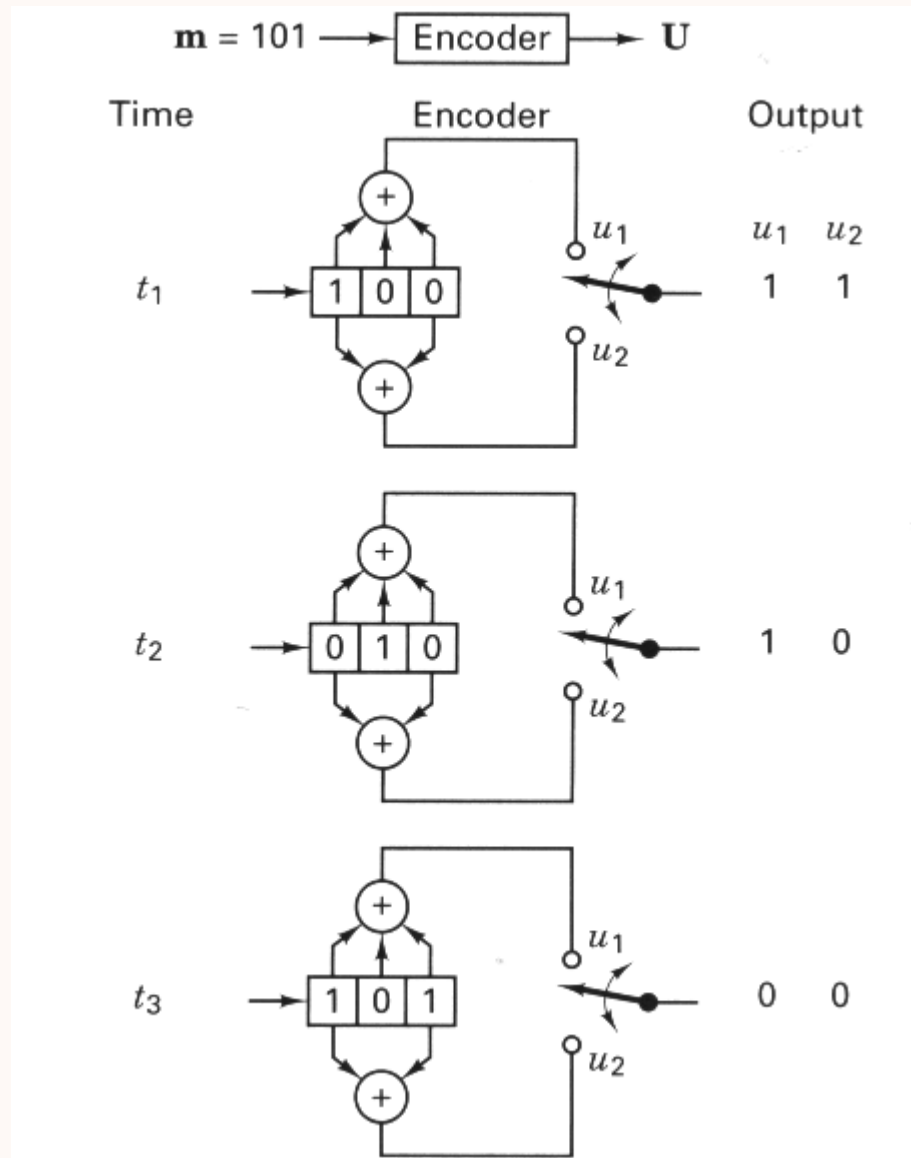 m = 101 Encoder U
Time Encoder Output
+
u1 u1 u2
t1 1 0 0 1 1
u2
+
+
u1
t2 0 1 0 1 0
u2
+
+
u1
t3 1 0 1 0 0
u2
+